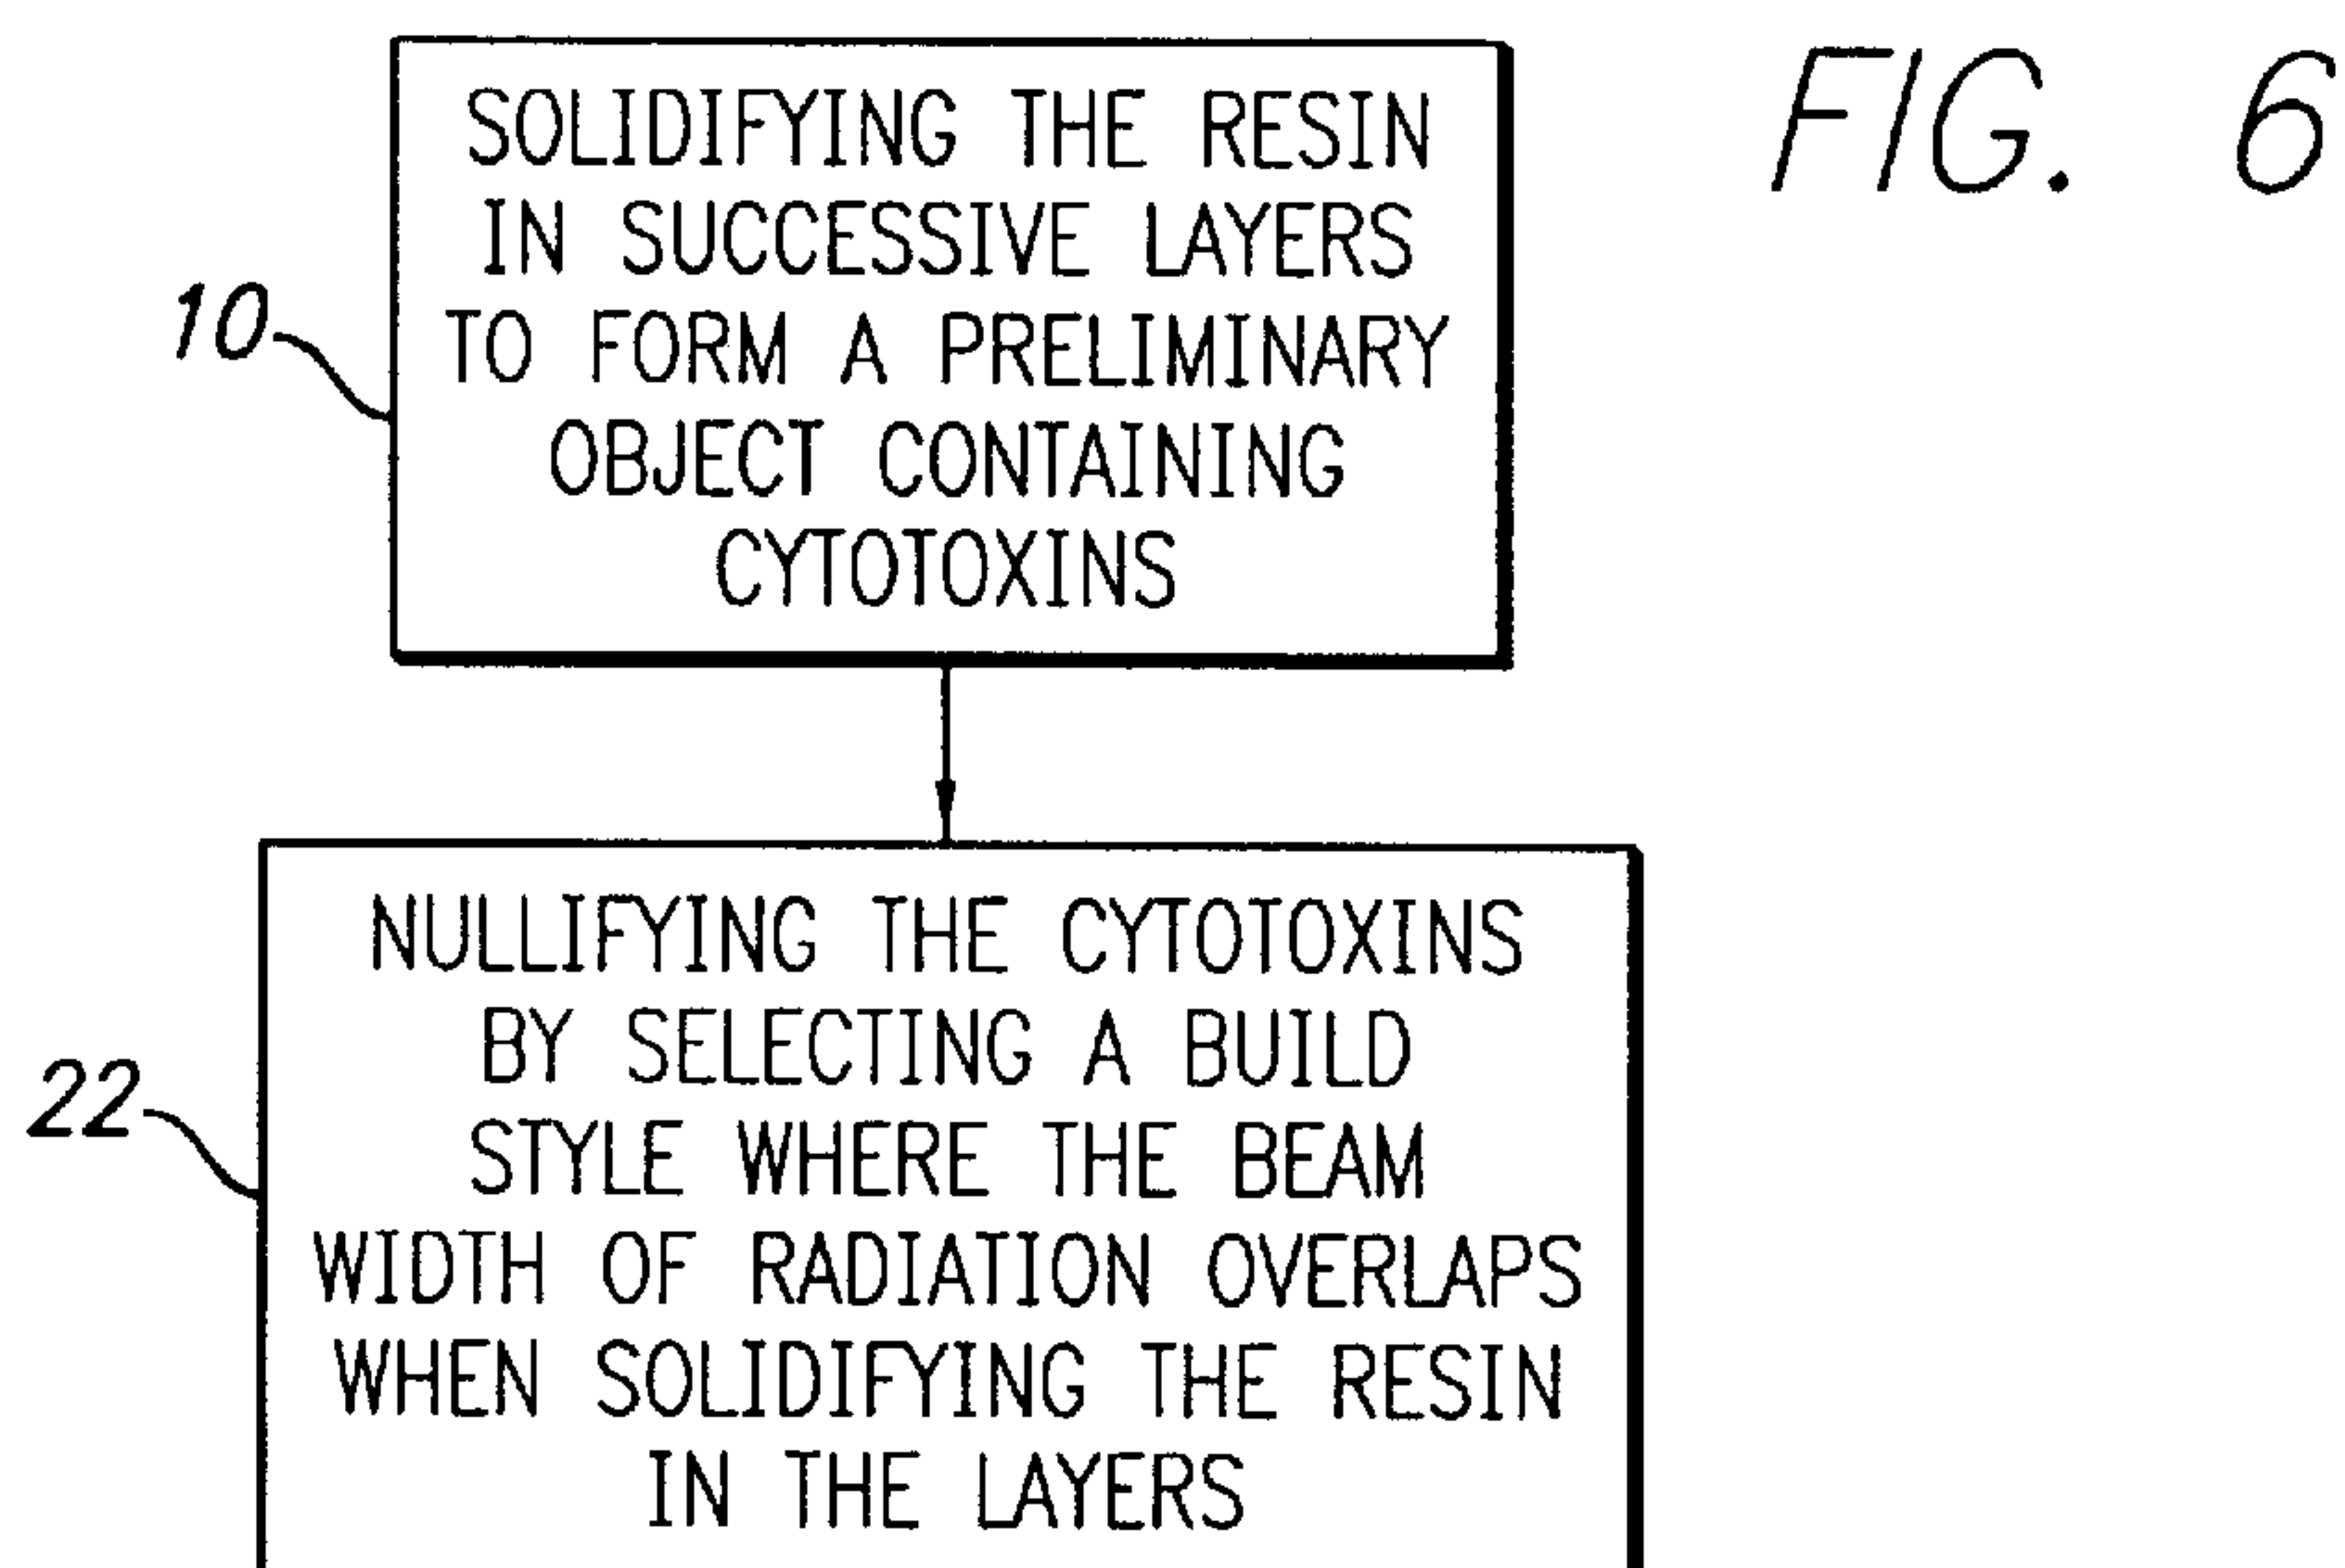 FIG. 6
SOLIDIFYING THE RESIN
IN SUCCESSIVE LAYERS
TO FORM A PRELIMINARY
OBJECT CONTAINING
CYTOTOXINS
10
NULLIFYING THE CYTOTOXINS
BY SELECTING A BUILD
STYLE WHERE THE BEAM
WIDTH OF RADIATION OVERLAPS
WHEN SOLIDIFYING THE RESIN
IN THE LAYERS
22